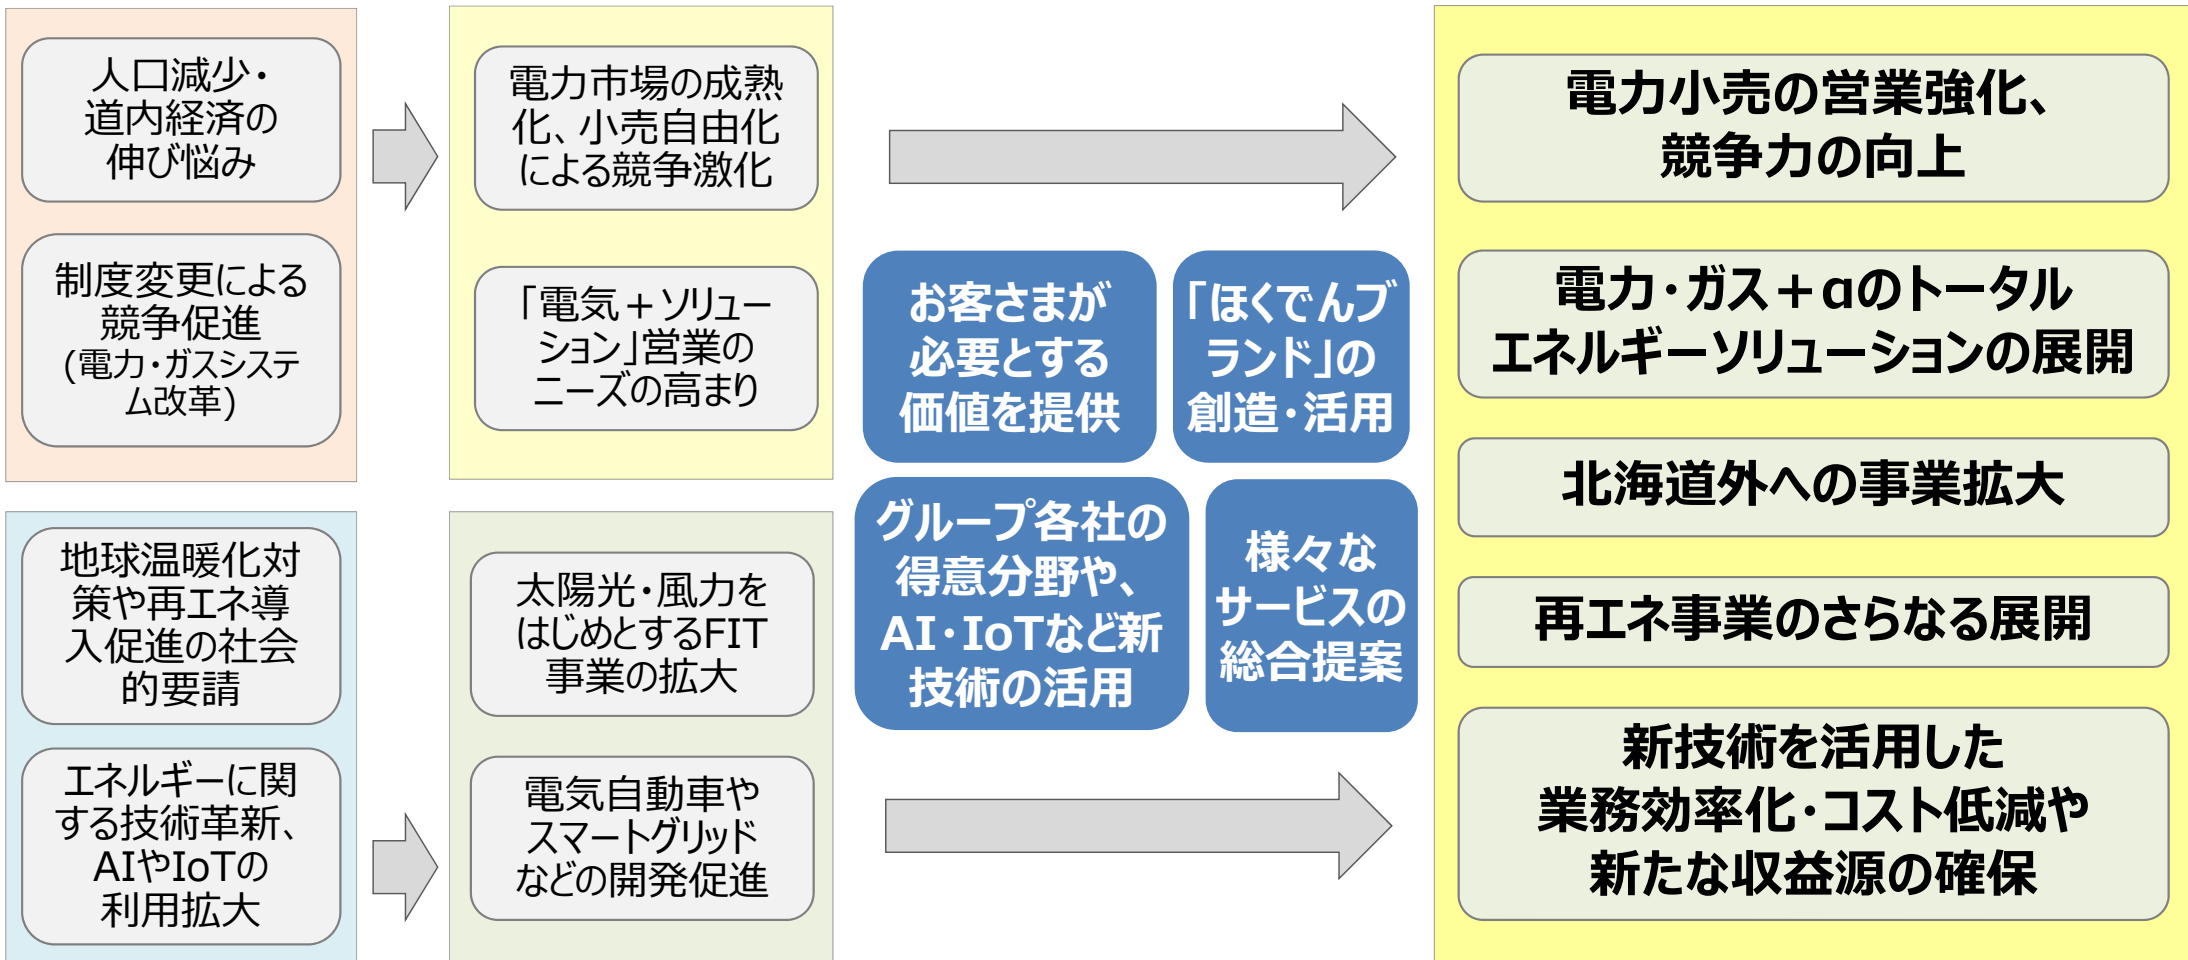 人口減少・
道内経済の
伸び悩み
制度変更による
競争促進
(電力・ガスシステ
ム改革)
電力市場の成熟
化、小売自由化
による競争激化
「電気+ソリュー
ション」営業の
ニーズの高まり
地球温暖化対
策や再エネ導
入促進の社会
的要請
エネルギーに関
する技術革新、
AIやIoTの
利用拡大
太陽光・風力を
はじめとするFIT
事業の拡大
電気自動車や
スマートグリッド
などの開発促進
お客さまが
必要とする
価値を提供
「ほくでんブ
ランド」の
創造・活用
グループ各社の
得意分野や、
AI・IoTなど新
技術の活用
様々な
サービスの
総合提案
電力小売の営業強化、
競争力の向上
電力・ガス+αのトータル
エネルギーソリューションの展開
北海道外への事業拡大
再エネ事業のさらなる展開
新技術を活用した
業務効率化・コスト低減や
新たな収益源の確保